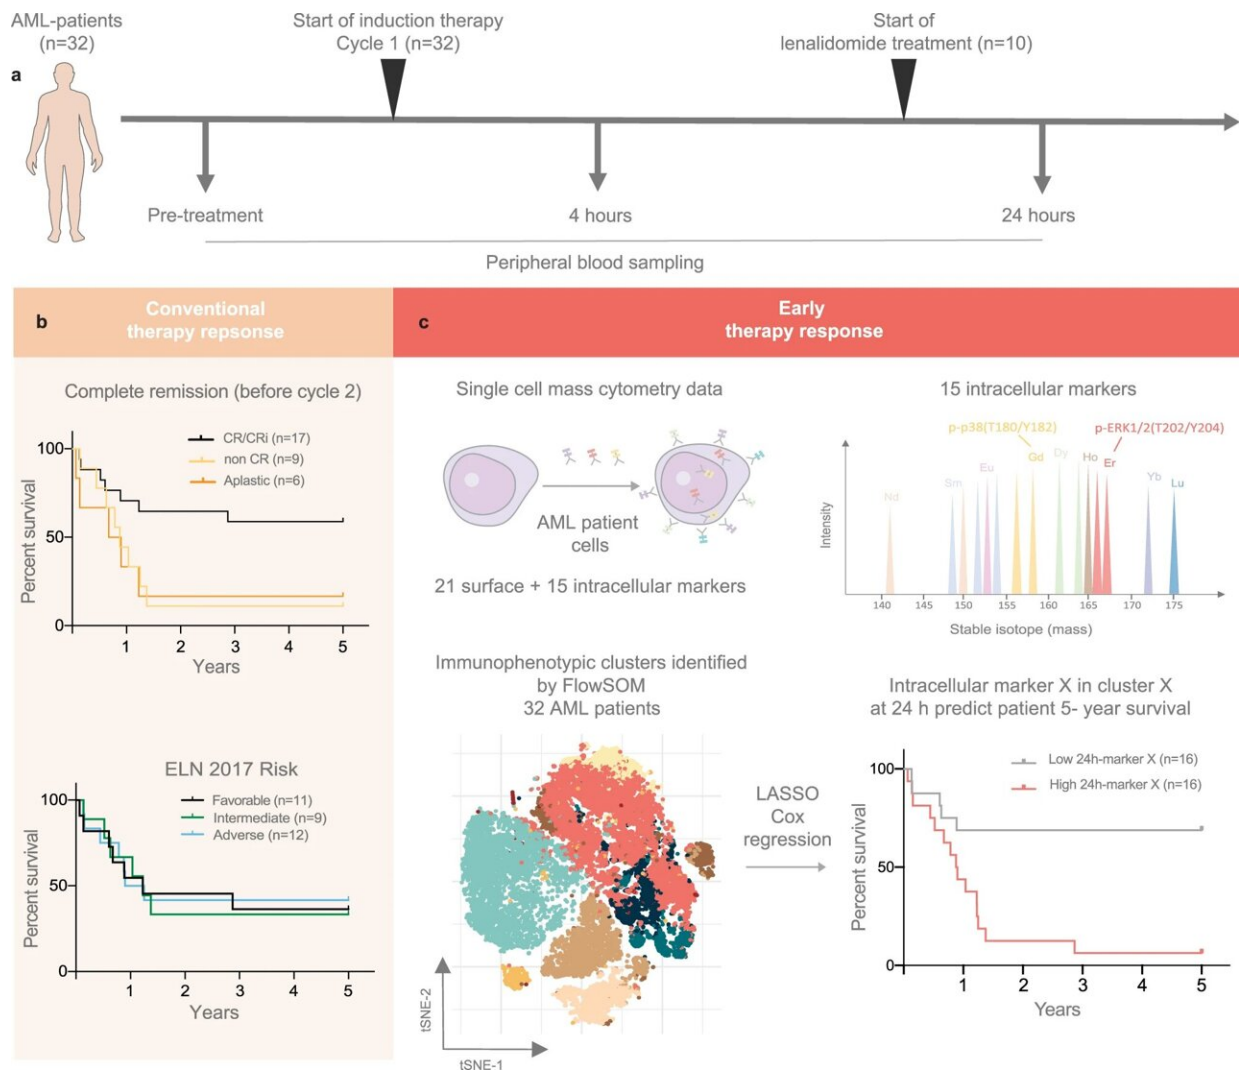 AML-patients
(n=32)
Start of induction therapy
Cycle 1 (n=32)
Start of
lenalidomide treatment (n=10)
a
Pre-treatment
4 hours
24 hours
Peripheral blood sampling
b
Conventional
therapy repsonse
Complete remission (before cycle 2)
CR/CRi (n=17)
non CR (n=9)
Aplastic (n=6)
Percent survival
100
50
0
1
2
3
4
5
Years
ELN 2017 Risk
Favorable (n=11)
Intermediate (n=9)
Adverse (n=12)
Percent survival
100
50
0
1
2
3
4
5
Years
c
Early
therapy response
Single cell mass cytometry data
AML patient
cells
21 surface + 15 intracellular markers
15 intracellular markers
p-p38(T180/Y182)
p-ERK1/2(T202/Y204)
Nd
Sm
Eu
Gd
Dy
Ho
Er
Yb
Lu
Intensity
140
145
150
155
160
165
170
175
Stable isotope (mass)
Immunophenotypic clusters identified
by FlowSOM
32 AML patients
tSNE-2
tSNE-1
LASSO
Cox
regression
Intracellular marker X in cluster X
at 24 h predict patient 5- year survival
Low 24h-marker X (n=16)
High 24h-marker X (n=16)
Percent survival
100
50
0
1
2
3
4
5
Years